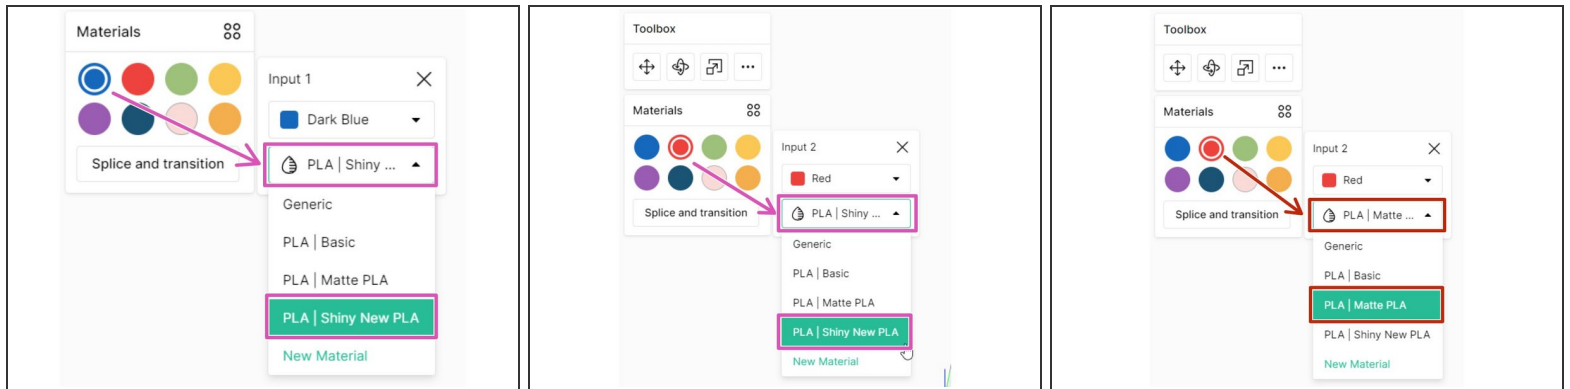 Materials
Input 1
Dark Blue
Splice and transition
PLA | Shiny ...
Generic
PLA | Basic
PLA | Matte PLA
PLA | Shiny New PLA
New Material
Toolbox
Materials
Input 2
Red
Splice and transition
PLA | Shiny ...
Generic
PLA | Basic
PLA | Matte PLA
PLA | Shiny New PLA
New Material
Toolbox
Materials
Input 2
Red
Splice and transition
PLA | Matte ...
Generic
PLA | Basic
PLA | Matte PLA
PLA | Shiny New PLA
New Material